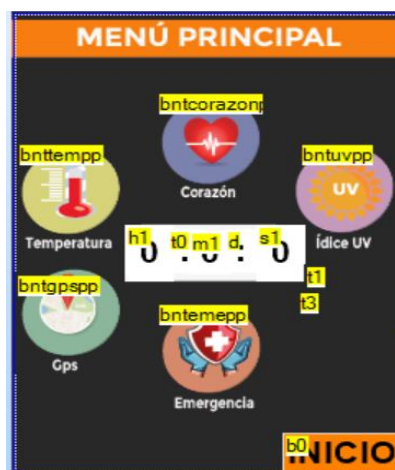 MENÚ PRINCIPAL
bntcorazonp
bnttempp
bntuvpp
UV
Corazón
Temperatura
Ídice UV
h1 t0 m1 d s1
0 : 0 : 0
t1
bntgpspp
t3
bntemepp
Gps
Emergencia
b0
INICIO